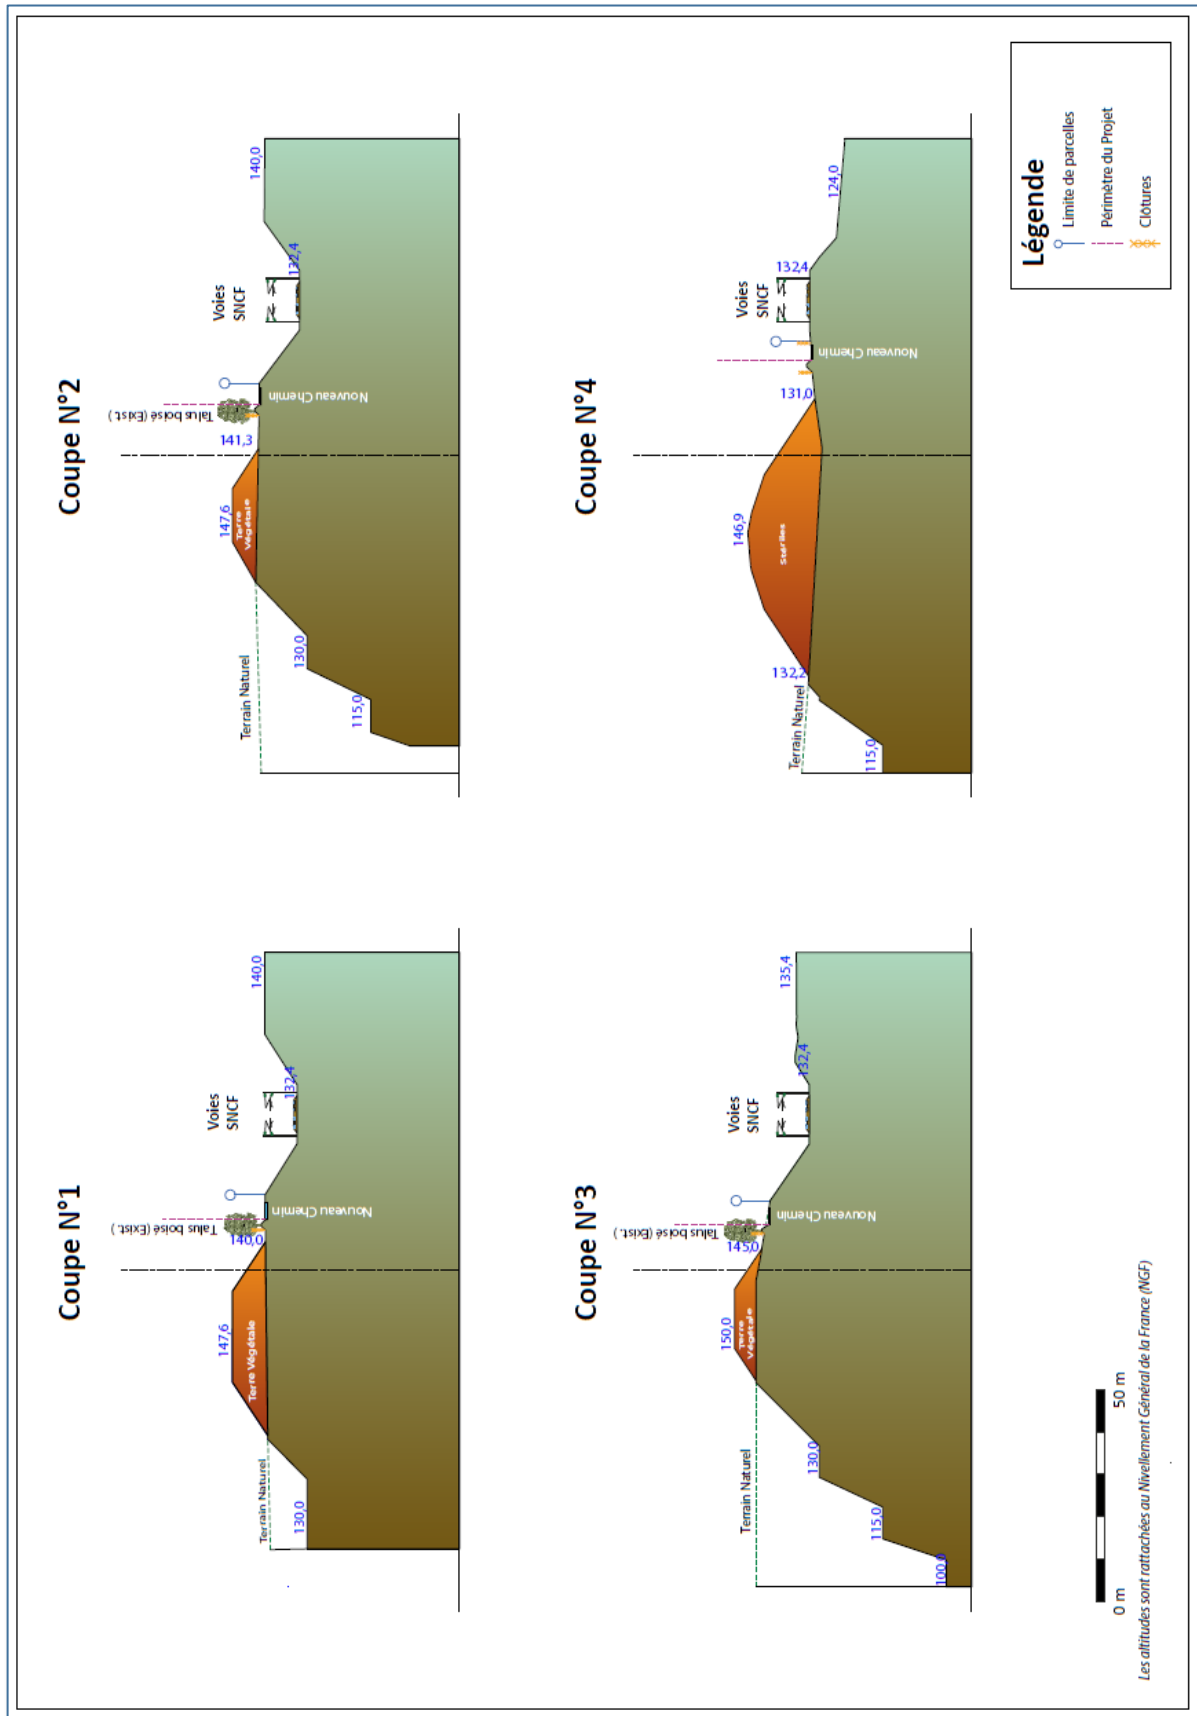 Coupe N°1
Voies
SNCF
Talus boisé (Exist. )
140,0
147,6
140,0
132,4
Terre Végétale
Nouveau Chemin
Terrain Naturel
130,0
Coupe N°2
Voies
SNCF
Talus boisé (Exist. )
141,3
147,6
140,0
132,4
Terre
Végétale
Nouveau Chemin
Terrain Naturel
130,0
115,0
Coupe N°3
Voies
SNCF
Talus boisé (Exist. )
145,0
150,0
135,4
132,4
Terre
Végétale
Nouveau Chemin
Terrain Naturel
130,0
115,0
100,0
Coupe N°4
Voies
SNCF
132,4
124,0
131,0
146,9
Stériles
Nouveau Chemin
132,2
Terrain Naturel
115,0
Légende
Limite de parcelles
Périmètre du Projet
Clôtures
0 m
50 m
Les altitudes sont rattachées au Nivellement Général de la France (NGF)